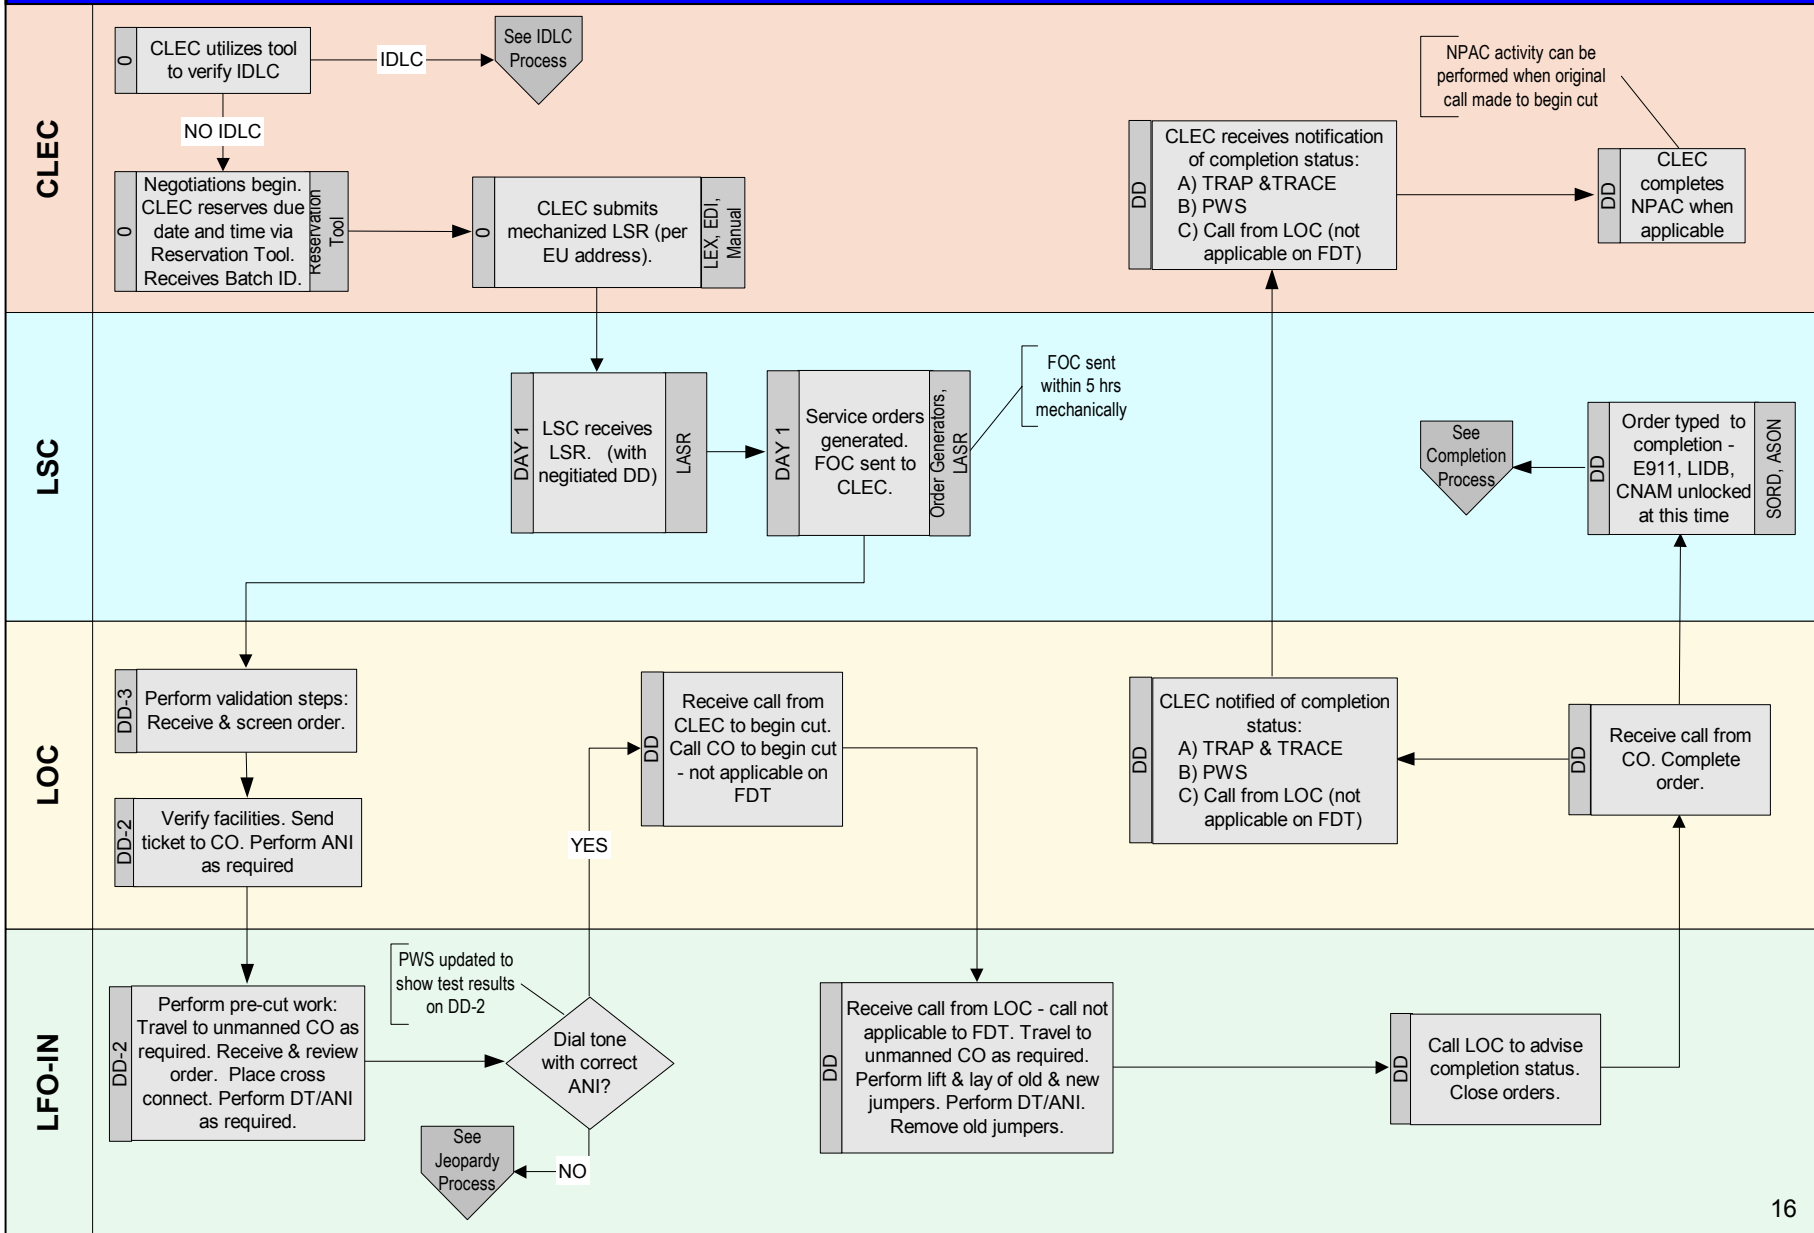 CLEC
0
CLEC utilizes tool
to verify IDLC
IDLC
See IDLC
Process
NO IDLC
0
Negotiations begin.
CLEC reserves due
date and time via
Reservation Tool.
Receives Batch ID.
Reservation
Tool
0
CLEC submits
mechanized LSR (per
EU address).
LEX, EDI,
Manual
DD
CLEC receives notification
of completion status:
A) TRAP &TRACE
B) PWS
C) Call from LOC (not
applicable on FDT)
NPAC activity can be
performed when original
call made to begin cut
DD
CLEC
completes
NPAC when
applicable
LSC
DAY 1
LSC receives
LSR. (with
negitiated DD)
LASR
DAY 1
Service orders
generated.
FOC sent to
CLEC.
Order Generators,
LASR
FOC sent
within 5 hrs
mechanically
See
Completion
Process
DD
Order typed to
completion -
E911, LIDB,
CNAM unlocked
at this time
SORD, ASON
LOC
DD-3
Perform validation steps:
Receive & screen order.
DD-2
Verify facilities. Send
ticket to CO. Perform ANI
as required
YES
DD
Receive call from
CLEC to begin cut.
Call CO to begin cut
- not applicable on
FDT
DD
CLEC notified of completion
status:
A) TRAP & TRACE
B) PWS
C) Call from LOC (not
applicable on FDT)
DD
Receive call from
CO. Complete
order.
LFO-IN
DD-2
Perform pre-cut work:
Travel to unmanned CO as
required. Receive & review
order. Place cross
connect. Perform DT/ANI
as required.
PWS updated to
show test results
on DD-2
Dial tone
with correct
ANI?
NO
See
Jeopardy
Process
DD
Receive call from LOC - call not
applicable to FDT. Travel to
unmanned CO as required.
Perform lift & lay of old & new
jumpers. Perform DT/ANI.
Remove old jumpers.
DD
Call LOC to advise
completion status.
Close orders.
16